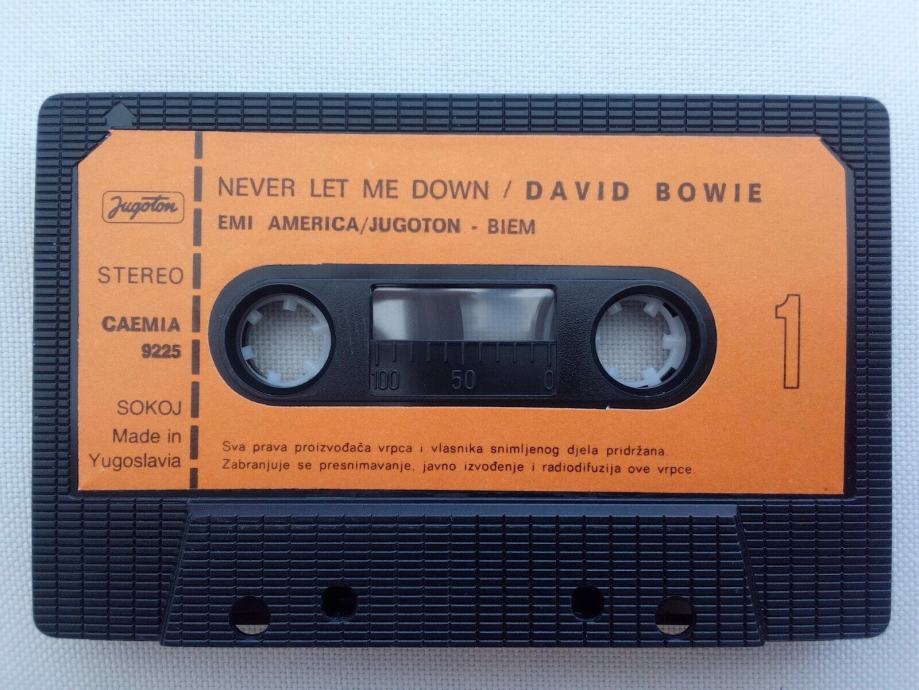 NEVER LET ME DOWN / DAVID BOWIE
EMI AMERICA/JUGOTON - BIEM
Jugoton
STEREO
CAEMIA
9225
SOKOJ
Made in
Yugoslavia
100 50 0
1
Sva prava proizvođača vrpca i vlasnika snimljenog djela pridržana.
Zabranjuje se presnimavanje, javno izvođenje i radiodifuzija ove vrpce.